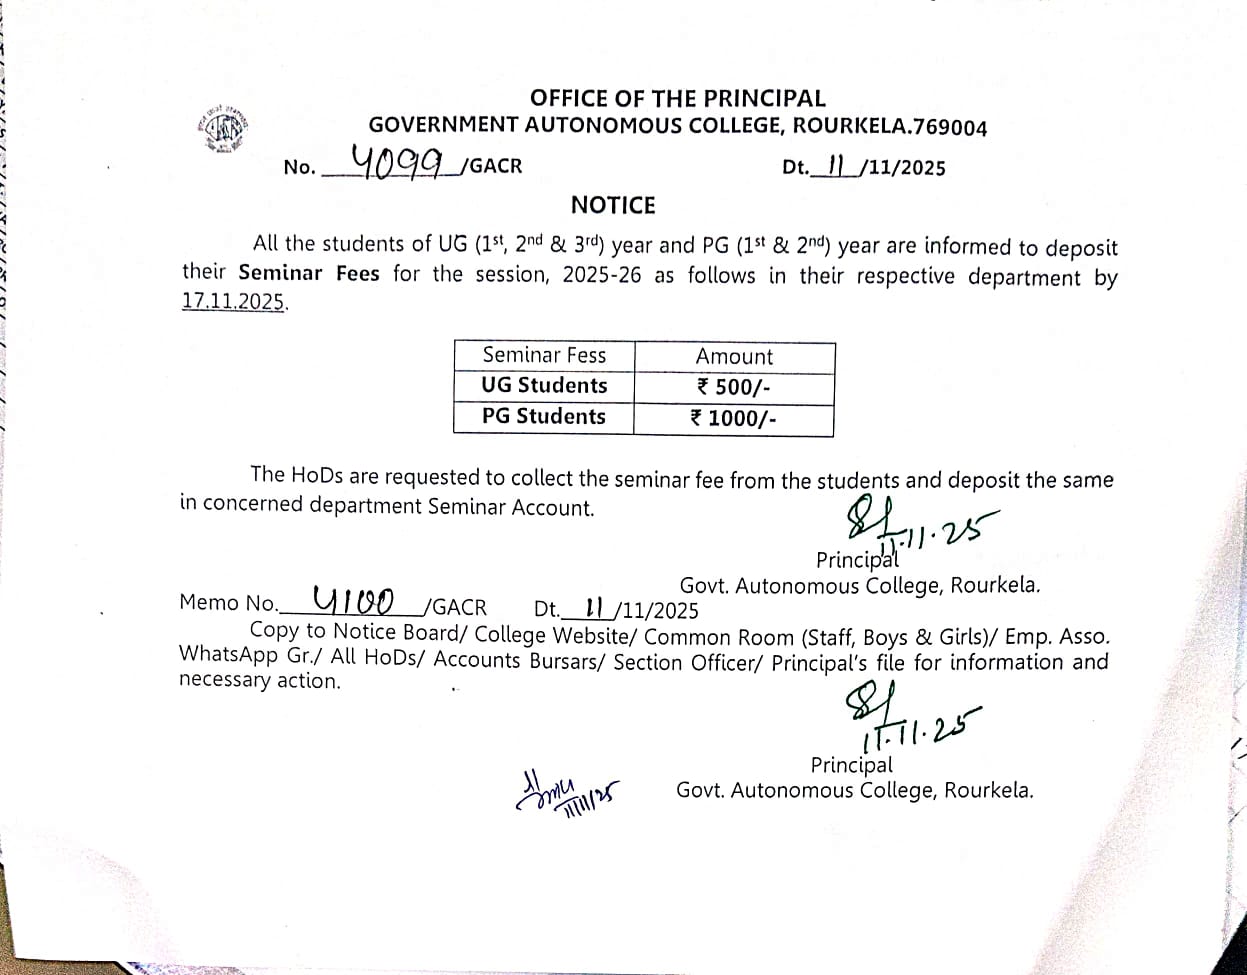 OFFICE OF THE PRINCIPAL
GOVERNMENT AUTONOMOUS COLLEGE, ROURKELA.769004
No. 4099 /GACR Dt. 11 /11/2025
NOTICE
All the students of UG (1st, 2nd & 3rd) year and PG (1st & 2nd) year are informed to deposit
their Seminar Fees for the session, 2025-26 as follows in their respective department by
17.11.2025.
Seminar Fess Amount
UG Students ₹ 500/-
PG Students ₹ 1000/-
The HoDs are requested to collect the seminar fee from the students and deposit the same
in concerned department Seminar Account.
11.11.25
Principal
Govt. Autonomous College, Rourkela.
Memo No. 4100 /GACR Dt. 11 /11/2025
Copy to Notice Board/ College Website/ Common Room (Staff, Boys & Girls)/ Emp. Asso.
WhatsApp Gr./ All HoDs/ Accounts Bursars/ Section Officer/ Principal's file for information and
necessary action.
11.11.25
Principal
Govt. Autonomous College, Rourkela.
11/11/25